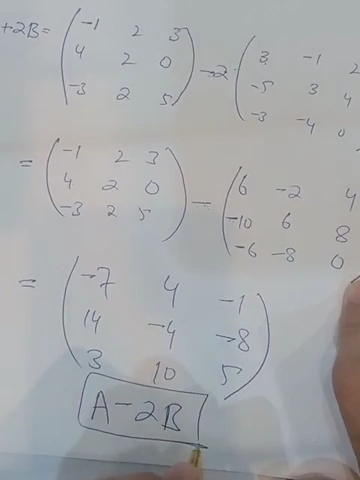 +2B = (-1 2 3) -2 (3 -1 2
4 2 0 -5 3 4
-3 2 5 -3 -4 0
= (-1 2 3) - (6 -2 4
4 2 0 -10 6 8
-3 2 5 -6 -8 0
= (-7 4 -1)
14 -4 -8
3 10 5
A-2B